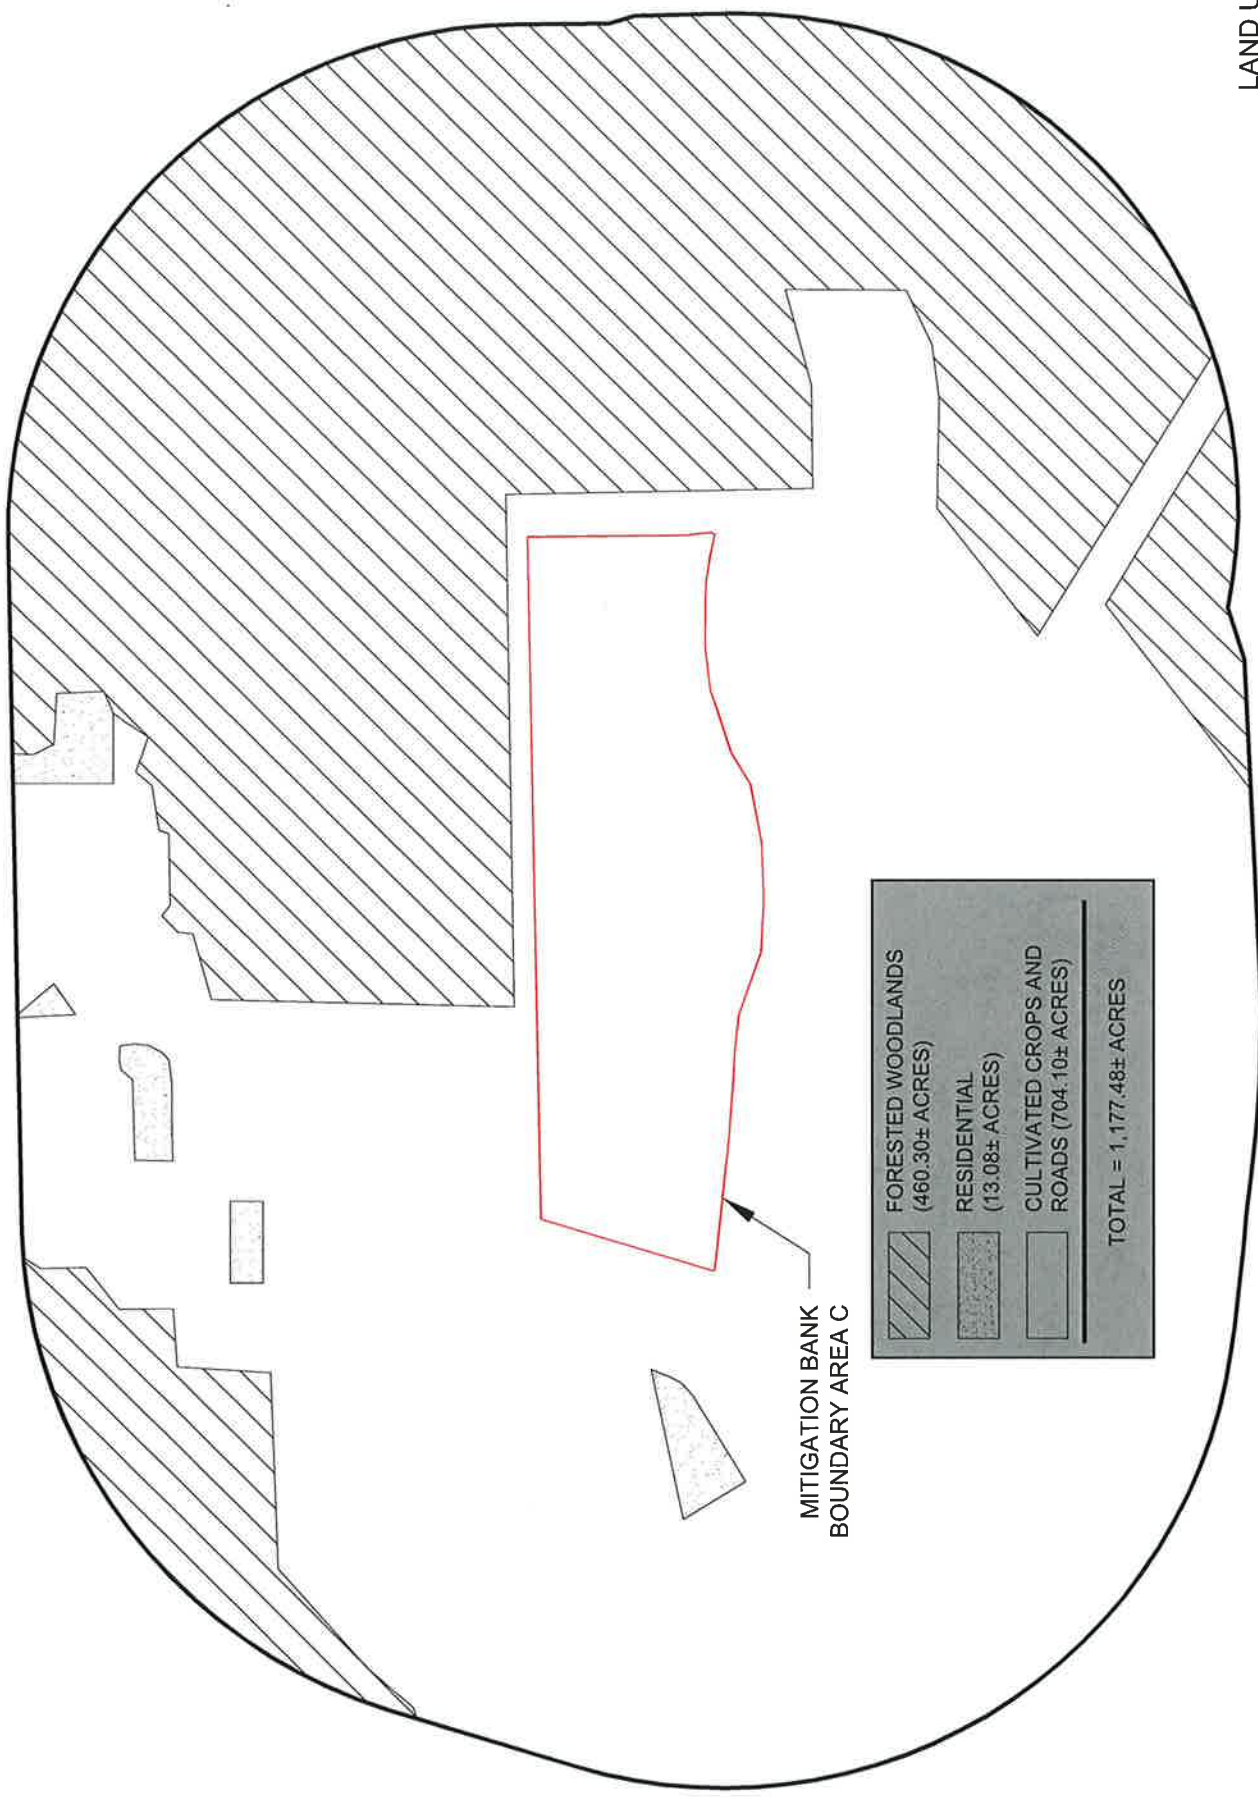 LAND U
MITIGATION BANK
BOUNDARY AREA C
FORESTED WOODLANDS
(460.30± ACRES)
RESIDENTIAL
(13.08± ACRES)
CULTIVATED CROPS AND
ROADS (704.10± ACRES)
TOTAL = 1,177.48± ACRES